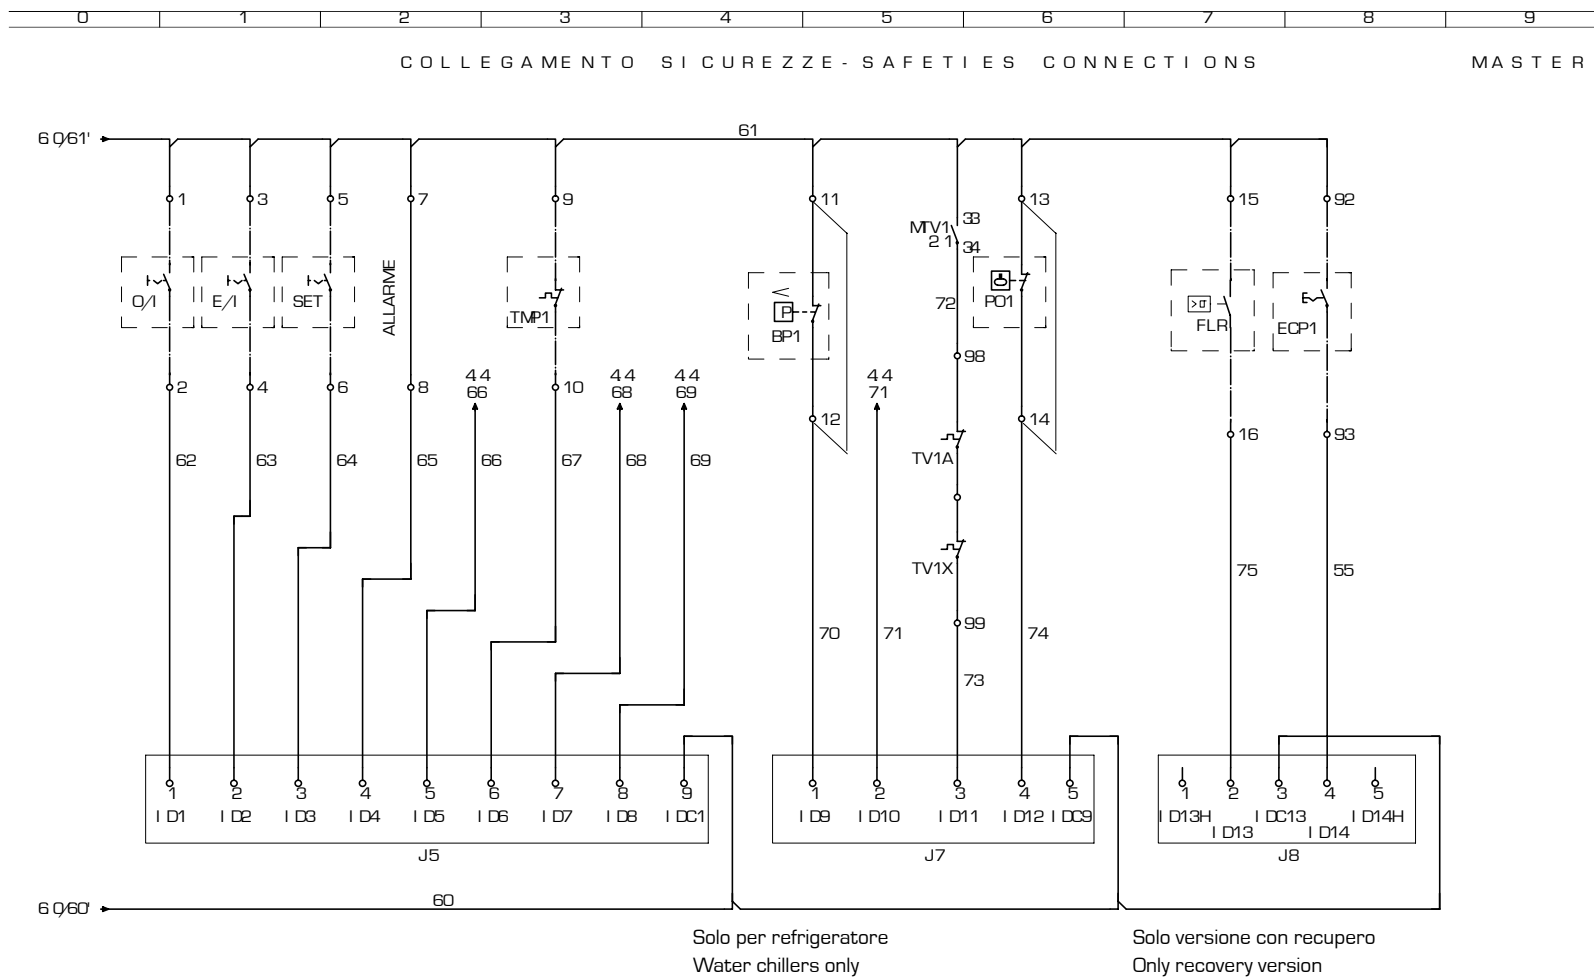 0 1 2 3 4 5 6 7 8 9
COLLEGAMENTO SICUREZZE-SAFETIES CONNECTIONS MASTER
6.0/61' 61
1 3 5 7 9 11 13 15 92
MTV1 33
2 1 34
O/I E/I SET ALLARME TMP1 < P BP1 PO1 FLR ECP1
72
98
2 4 6 8 10
44 44 44 44
66 68 69 71
12 14 16 93
62 63 64 65 66 67 68 69 TV1A
TV1X 75 55
99
70 71 74
73
1 2 3 4 5 6 7 8 9 1 2 3 4 5 1 2 3 4 5
ID1 ID2 ID3 ID4 ID5 ID6 ID7 ID8 IDC1 ID9 ID10 ID11 ID12 IDC9 ID13H IDC13 ID14H
ID13 ID14
J5 J7 J8
6.0/60' 60
Solo per refrigeratore Solo versione con recupero
Water chillers only Only recovery version